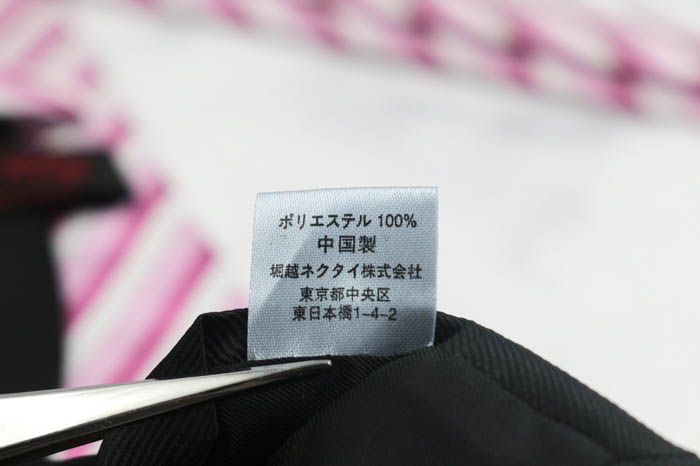 ポリエステル 100%
中国製
堀越ネクタイ株式会社
東京都中央区
東日本橋1-4-2